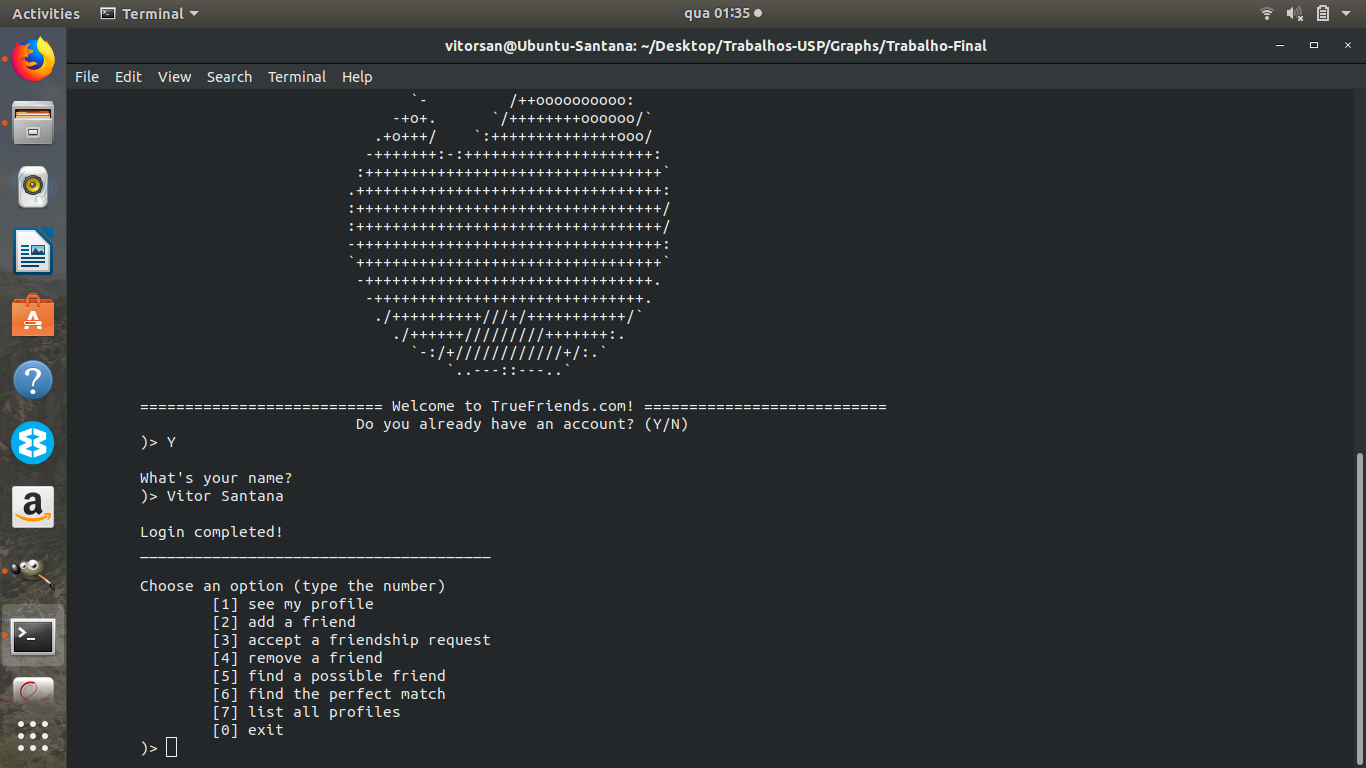 Activities Terminal qua 01:35
vitorsan@Ubuntu-Santana: ~/Desktop/Trabalhos-USP/Graphs/Trabalho-Final
File Edit View Search Terminal Help
=========================== Welcome to TrueFriends.com! ===========================
Do you already have an account? (Y/N)
)> Y
What's your name?
)> Vitor Santana
Login completed!
_______________________________________
Choose an option (type the number)
[1] see my profile
[2] add a friend
[3] accept a friendship request
[4] remove a friend
[5] find a possible friend
[6] find the perfect match
[7] list all profiles
[0] exit
)>